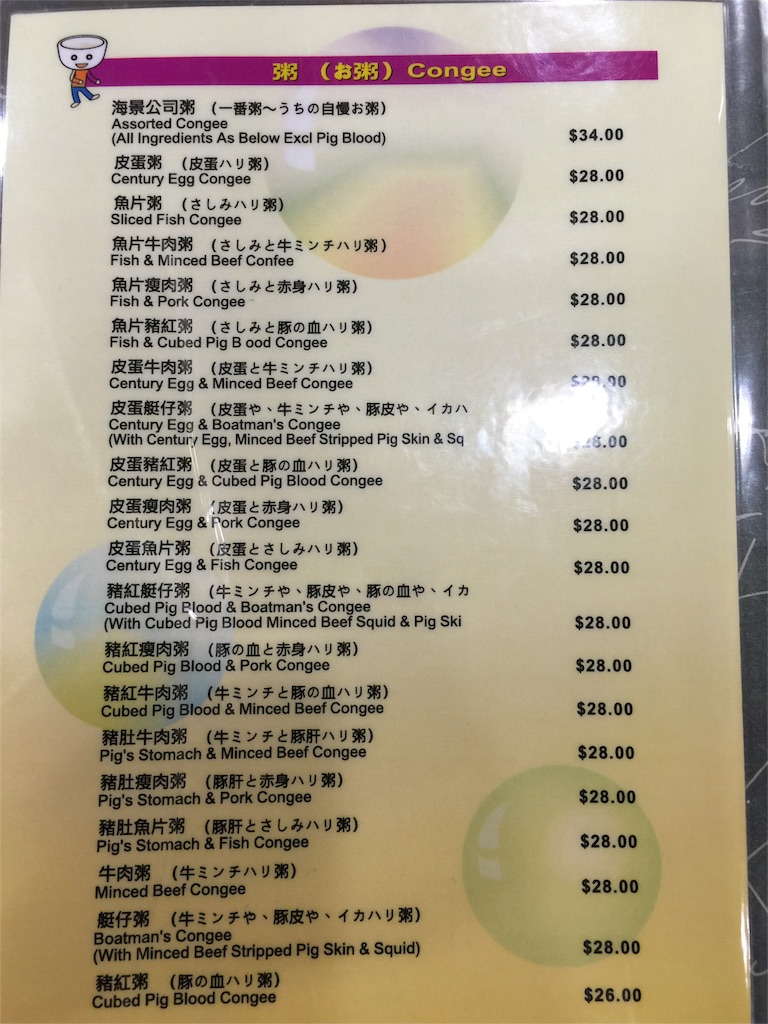 粥 （お粥） Congee
海景公司粥 （一番粥～うちの自慢お粥）
Assorted Congee
(All Ingredients As Below Excl Pig Blood) $34.00
皮蛋粥 （皮蛋ハリ粥）
Century Egg Congee $28.00
魚片粥 （さしみハリ粥）
Sliced Fish Congee $28.00
魚片牛肉粥 （さしみと牛ミンチハリ粥）
Fish & Minced Beef Confee $28.00
魚片瘦肉粥 （さしみと赤身ハリ粥）
Fish & Pork Congee $28.00
魚片豬紅粥 （さしみと豚の血ハリ粥）
Fish & Cubed Pig B ood Congee $28.00
皮蛋牛肉粥 （皮蛋と牛ミンチハリ粥）
Century Egg & Minced Beef Congee $28.00
皮蛋艇仔粥 （皮蛋や、牛ミンチや、豚皮や、イカハ
Century Egg & Boatman's Congee
(With Century Egg, Minced Beef Stripped Pig Skin & Sq $28.00
皮蛋豬紅粥 （皮蛋と豚の血ハリ粥）
Century Egg & Cubed Pig Blood Congee $28.00
皮蛋瘦肉粥 （皮蛋と赤身ハリ粥）
Century Egg & Pork Congee $28.00
皮蛋魚片粥 （皮蛋とさしみハリ粥）
Century Egg & Fish Congee $28.00
豬紅艇仔粥 （牛ミンチや、豚皮や、豚の血や、イカ
Cubed Pig Blood & Boatman's Congee
(With Cubed Pig Blood Minced Beef Squid & Pig Ski $28.00
豬紅瘦肉粥 （豚の血と赤身ハリ粥）
Cubed Pig Blood & Pork Congee $28.00
豬紅牛肉粥 （牛ミンチと豚の血ハリ粥）
Cubed Pig Blood & Minced Beef Congee $28.00
豬肚牛肉粥 （牛ミンチと豚肝ハリ粥）
Pig's Stomach & Minced Beef Congee $28.00
豬肚瘦肉粥 （豚肝と赤身ハリ粥）
Pig's Stomach & Pork Congee $28.00
豬肚魚片粥 （豚肝とさしみハリ粥）
Pig's Stomach & Fish Congee $28.00
牛肉粥 （牛ミンチハリ粥）
Minced Beef Congee $28.00
艇仔粥 （牛ミンチや、豚皮や、イカハリ粥）
Boatman's Congee
(With Minced Beef Stripped Pig Skin & Squid) $28.00
豬紅粥 （豚の血ハリ粥）
Cubed Pig Blood Congee $26.00